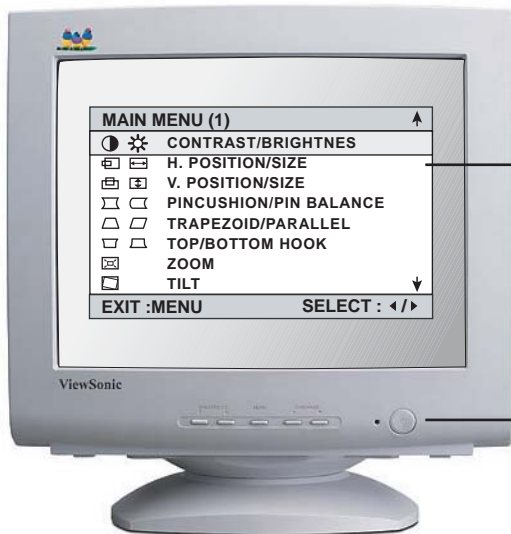 MAIN MENU (1)
CONTRAST/BRIGHTNES
H. POSITION/SIZE
V. POSITION/SIZE
PINCUSHION/PIN BALANCE
TRAPEZOID/PARALLEL
TOP/BOTTOM HOOK
ZOOM
TILT
EXIT :MENU SELECT : ◂/▸
ViewSonic